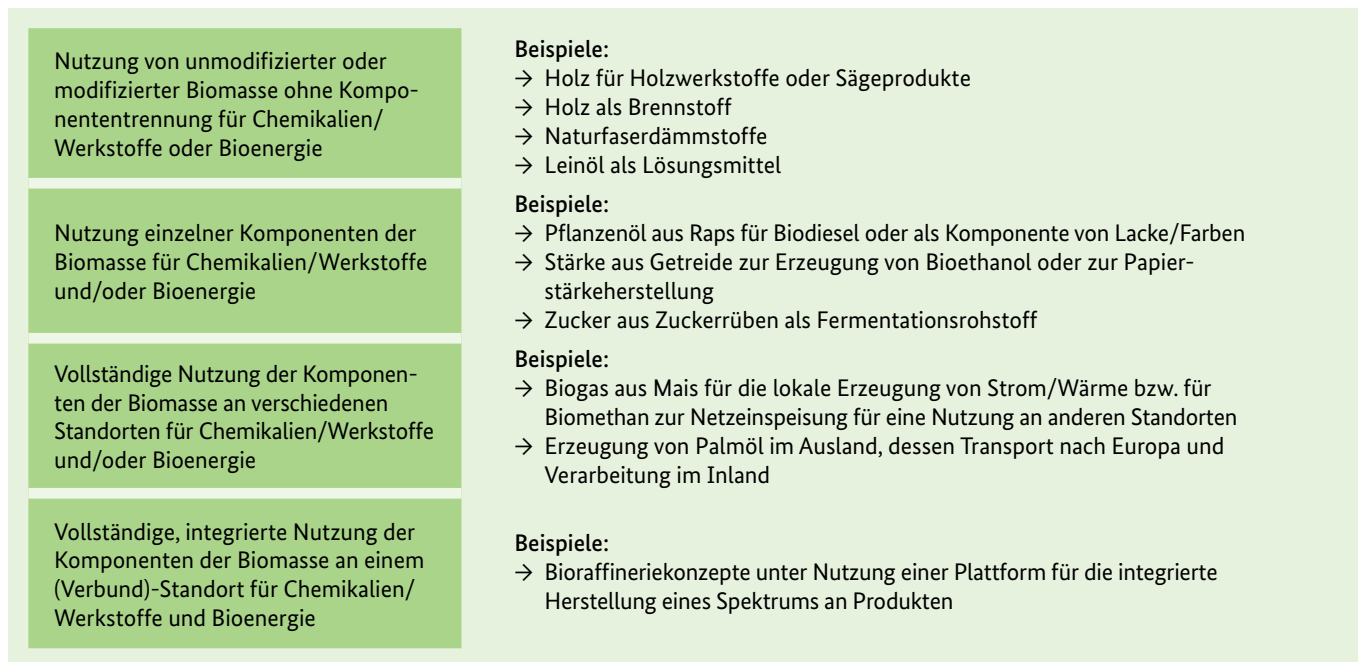 Nutzung von unmodifizierter oder
modifizierter Biomasse ohne Kompo-
nententrennung für Chemikalien/
Werkstoffe oder Bioenergie
Beispiele:
→ Holz für Holzwerkstoffe oder Sägeprodukte
→ Holz als Brennstoff
→ Naturfaserdämmstoffe
→ Leinöl als Lösungsmittel
Nutzung einzelner Komponenten der
Biomasse für Chemikalien/Werkstoffe
und/oder Bioenergie
Beispiele:
→ Pflanzenöl aus Raps für Biodiesel oder als Komponente von Lacke/Farben
→ Stärke aus Getreide zur Erzeugung von Bioethanol oder zur Papier-
stärkeherstellung
→ Zucker aus Zuckerrüben als Fermentationsrohstoff
Vollständige Nutzung der Komponen-
ten der Biomasse an verschiedenen
Standorten für Chemikalien/Werkstoffe
und/oder Bioenergie
Beispiele:
→ Biogas aus Mais für die lokale Erzeugung von Strom/Wärme bzw. für
Biomethan zur Netzeinspeisung für eine Nutzung an anderen Standorten
→ Erzeugung von Palmöl im Ausland, dessen Transport nach Europa und
Verarbeitung im Inland
Vollständige, integrierte Nutzung der
Komponenten der Biomasse an einem
(Verbund)-Standort für Chemikalien/
Werkstoffe und Bioenergie
Beispiele:
→ Bioraffineriekonzepte unter Nutzung einer Plattform für die integrierte
Herstellung eines Spektrums an Produkten